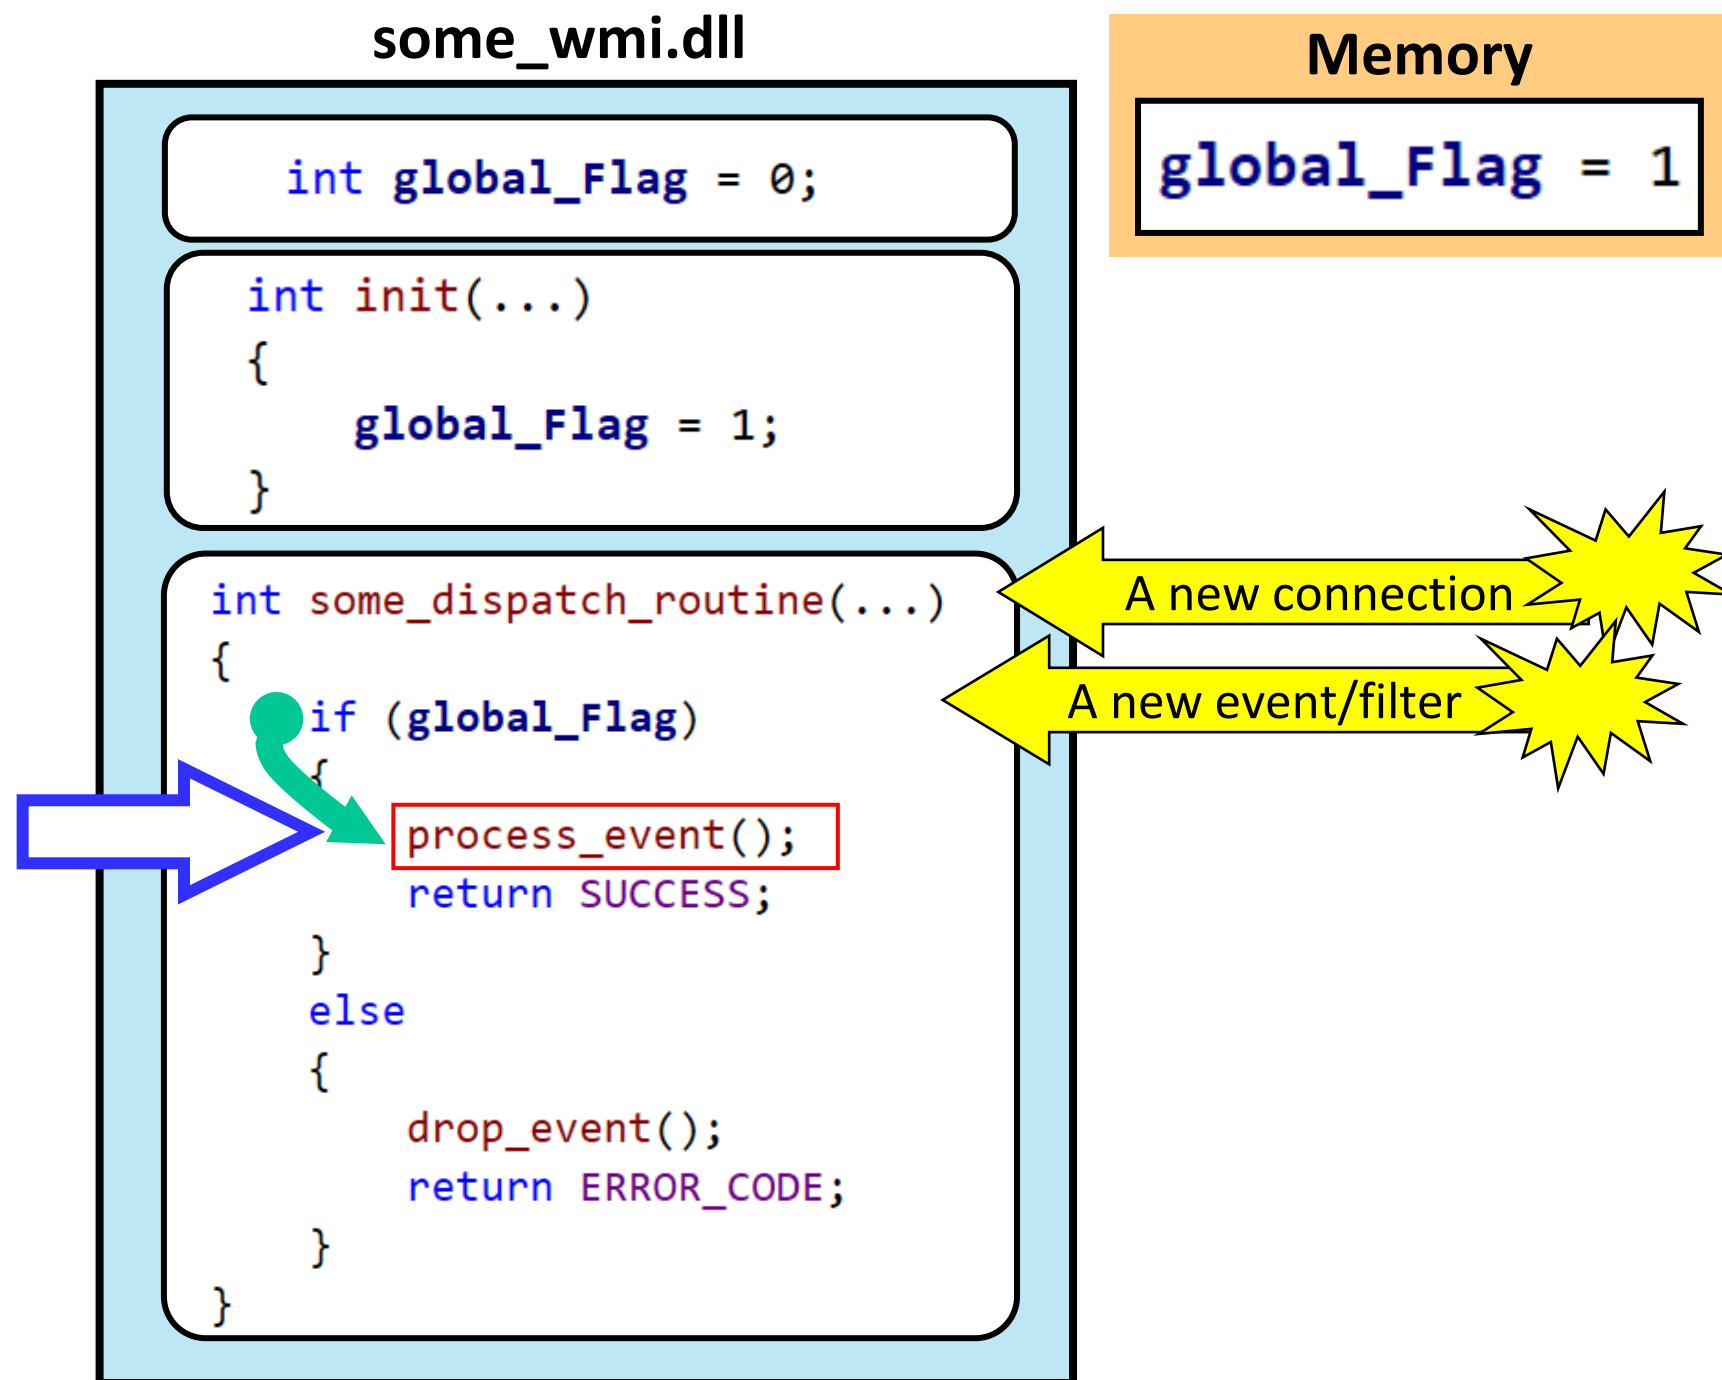 some_wmi.dll
int global_Flag = 0;
int init(...)
{
global_Flag = 1;
}
int some_dispatch_routine(...)
{
if (global_Flag)
{
process_event();
return SUCCESS;
}
else
{
drop_event();
return ERROR_CODE;
}
}
Memory
global_Flag = 1
A new connection
A new event/filter